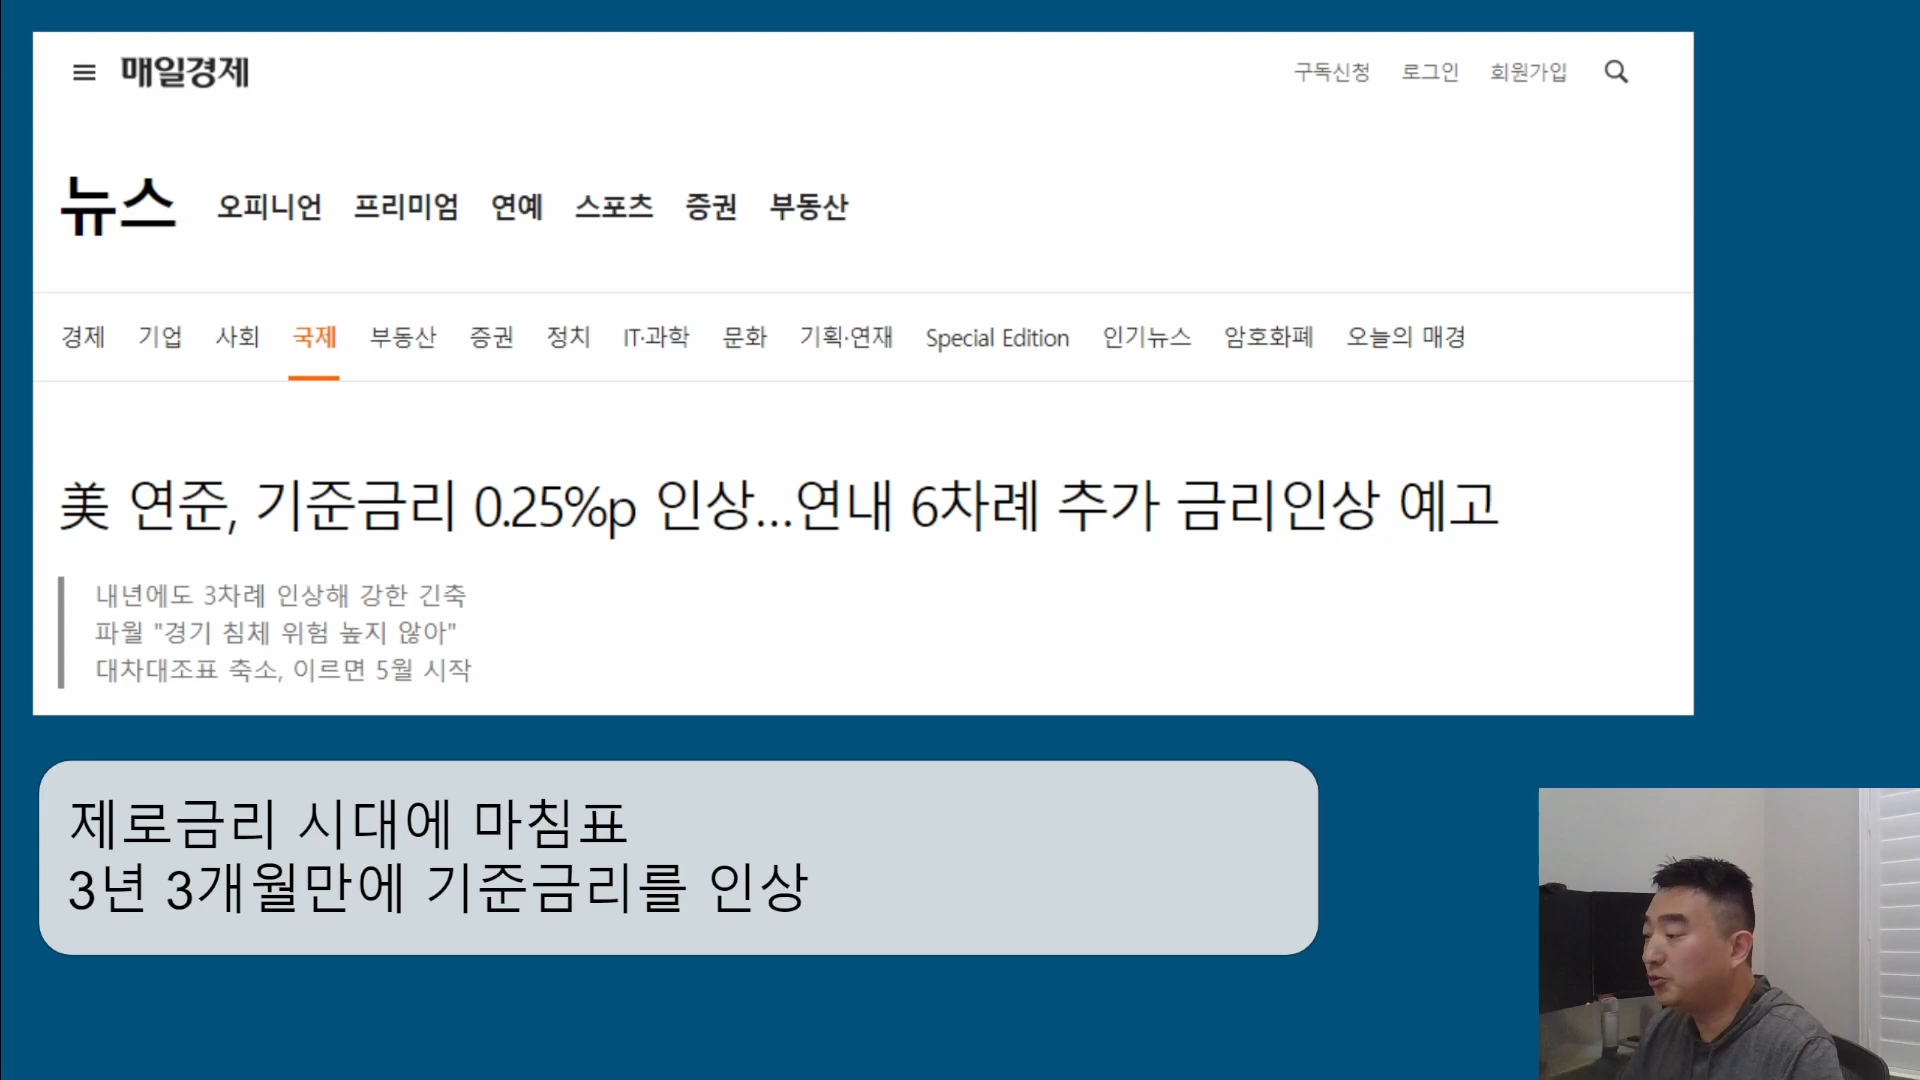 매일경제
구독신청 로그인 회원가입
뉴스 오피니언 프리미엄 연예 스포츠 증권 부동산
경제 기업 사회 국제 부동산 증권 정치 IT·과학 문화 기획·연재 Special Edition 인기뉴스 암호화폐 오늘의 매경
美 연준, 기준금리 0.25%p 인상...연내 6차례 추가 금리인상 예고
내년에도 3차례 인상해 강한 긴축
파월 "경기 침체 위험 높지 않아"
대차대조표 축소, 이르면 5월 시작
제로금리 시대에 마침표
3년 3개월만에 기준금리를 인상